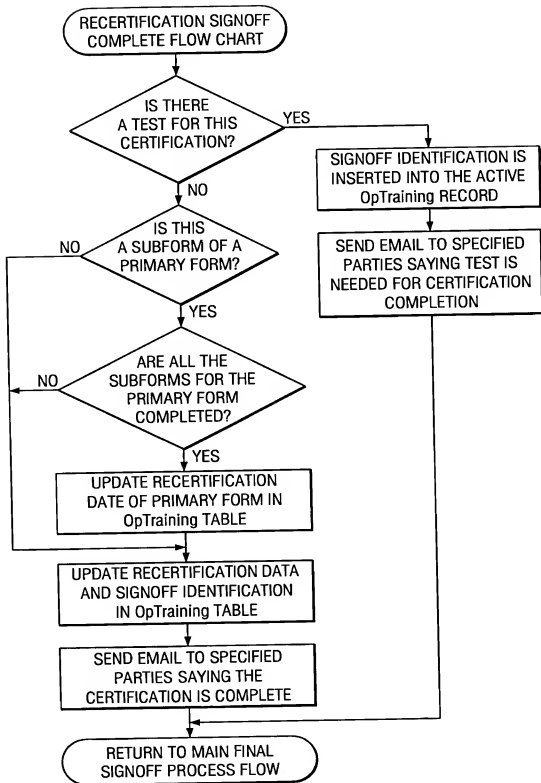 RECERTIFICATION SIGNOFF
COMPLETE FLOW CHART
IS THERE
A TEST FOR THIS
CERTIFICATION?
YES
NO
SIGNOFF IDENTIFICATION IS
INSERTED INTO THE ACTIVE
OpTraining RECORD
SEND EMAIL TO SPECIFIED
PARTIES SAYING TEST IS
NEEDED FOR CERTIFICATION
COMPLETION
IS THIS
A SUBFORM OF A
PRIMARY FORM?
NO
YES
ARE ALL THE
SUBFORMS FOR THE
PRIMARY FORM
COMPLETED?
NO
YES
UPDATE RECERTIFICATION
DATE OF PRIMARY FORM IN
OpTraining TABLE
UPDATE RECERTIFICATION DATA
AND SIGNOFF IDENTIFICATION
IN OpTraining TABLE
SEND EMAIL TO SPECIFIED
PARTIES SAYING THE
CERTIFICATION IS COMPLETE
RETURN TO MAIN FINAL
SIGNOFF PROCESS FLOW